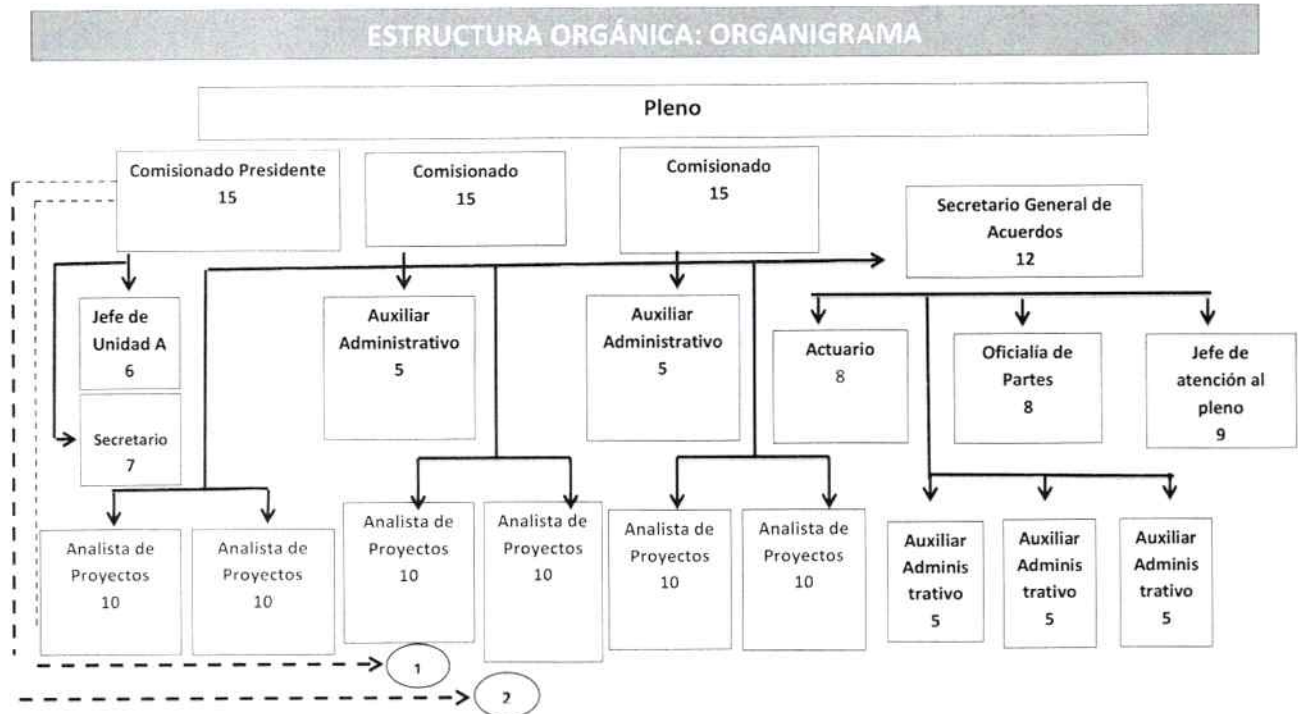 ESTRUCTURA ORGÁNICA: ORGANIGRAMA
Pleno
Comisionado Presidente
15
Comisionado
15
Comisionado
15
Secretario General de
Acuerdos
12
Jefe de
Unidad A
6
Auxiliar
Administrativo
5
Auxiliar
Administrativo
5
Actuario
8
Oficialía de
Partes
8
Jefe de
atención al
pleno
9
Secretario
7
Analista de
Proyectos
10
Analista de
Proyectos
10
Analista de
Proyectos
10
Analista de
Proyectos
10
Analista de
Proyectos
10
Analista de
Proyectos
10
Auxiliar
Adminis
trativo
5
Auxiliar
Adminis
trativo
5
Auxiliar
Adminis
trativo
5
1
2